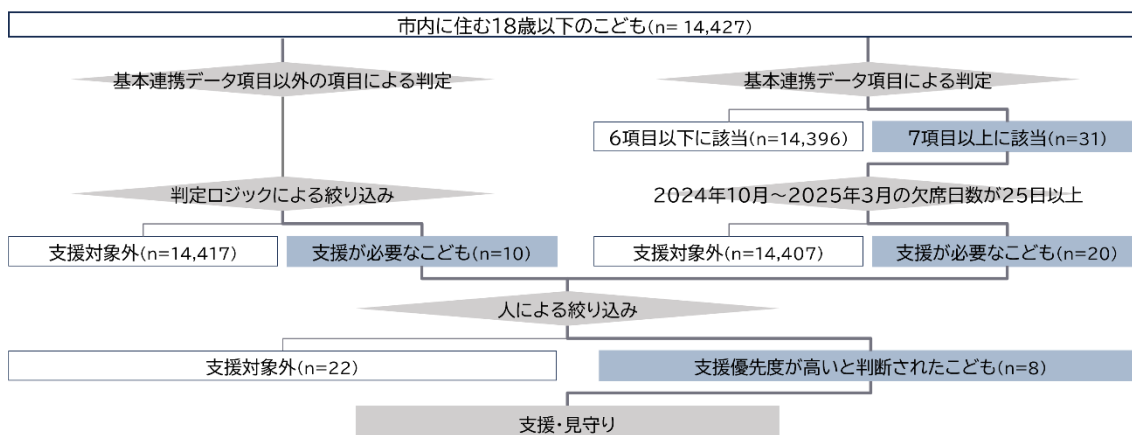 市内に住む18歳以下のこども(n= 14,427)
基本連携データ項目以外の項目による判定
基本連携データ項目による判定
6項目以下に該当(n=14,396)
7項目以上に該当(n=31)
判定ロジックによる絞り込み
2024年10月～2025年3月の欠席日数が25日以上
支援対象外(n=14,417)
支援が必要なこども(n=10)
支援対象外(n=14,407)
支援が必要なこども(n=20)
人による絞り込み
支援対象外(n=22)
支援優先度が高いと判断されたこども(n=8)
支援・見守り